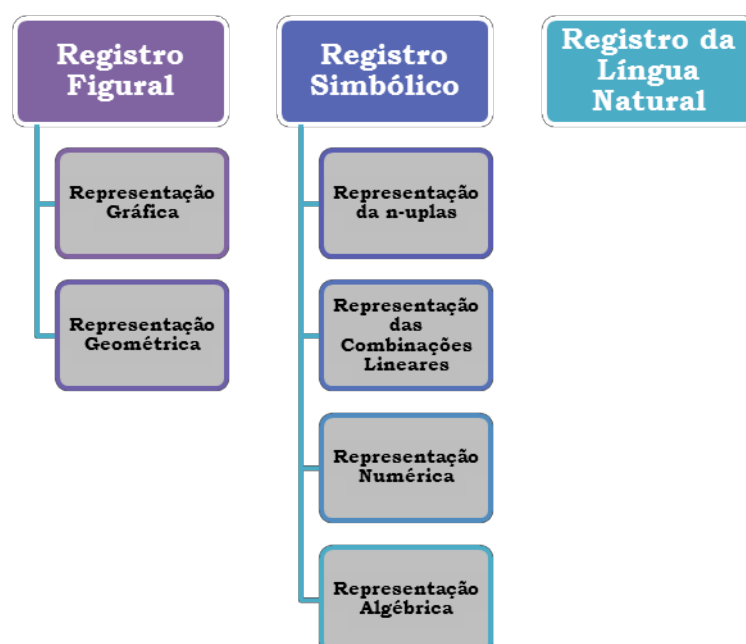 Registro
Figural
Representação
Gráfica
Representação
Geométrica
Registro
Simbólico
Representação
da n-uplas
Representação
das
Combinações
Lineares
Representação
Numérica
Representação
Algébrica
Registro da
Língua
Natural